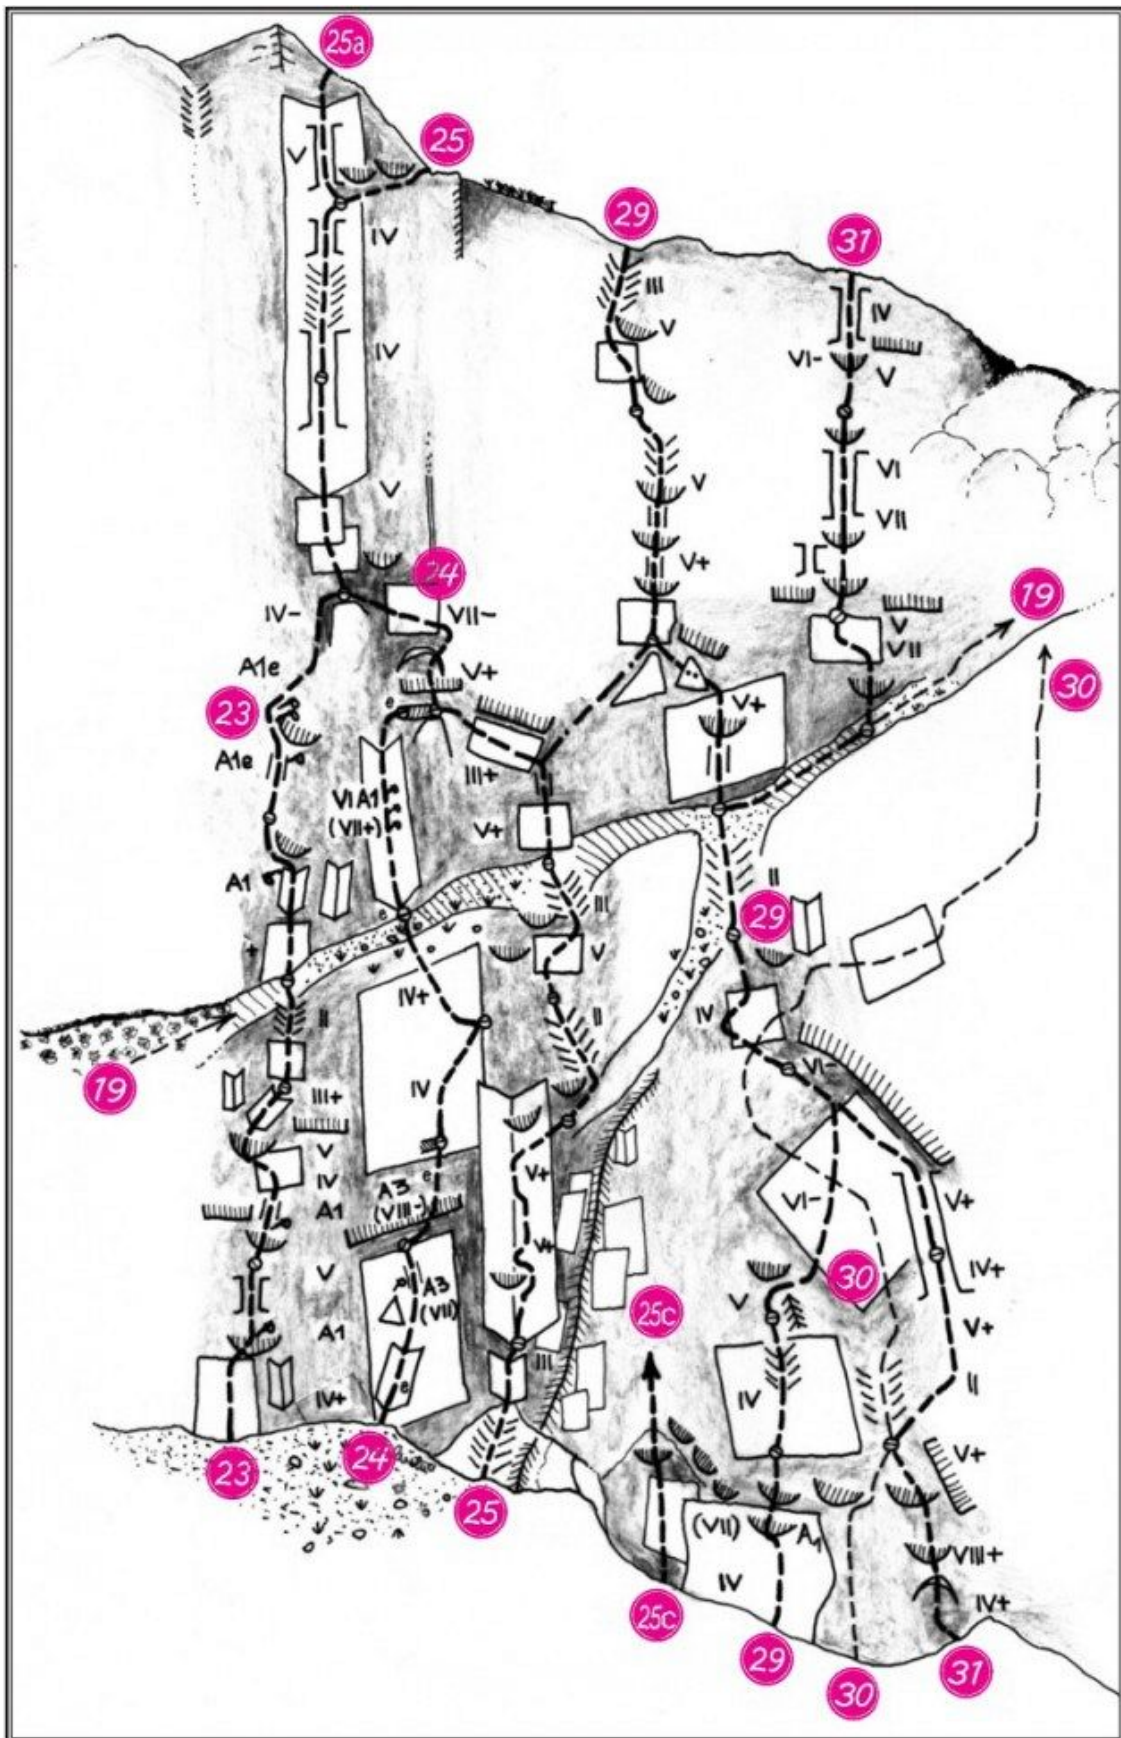 25a
25
V
29
31
IV
III
IV
V
VI-
V
IV
V
VI
VII
V
V+
24
19
IV-
VII-
V
VII
A1e
V+
30
23
V+
e
A1e
III+
VI A1
(VII+)
V+
A1
II
e
29
III
+
V
IV+
IV
II
II
VI-
19
IV
III+
V
V+
IV
e
A3
(VIII-)
A1
VI-
V+
V+
V
A3
(VII)
30
IV+
25c
V
A1
V+
III
II
IV+
e
IV
V+
23
24
25
(VII)
A1
VIII+
IV
IV+
25c
29
30
31